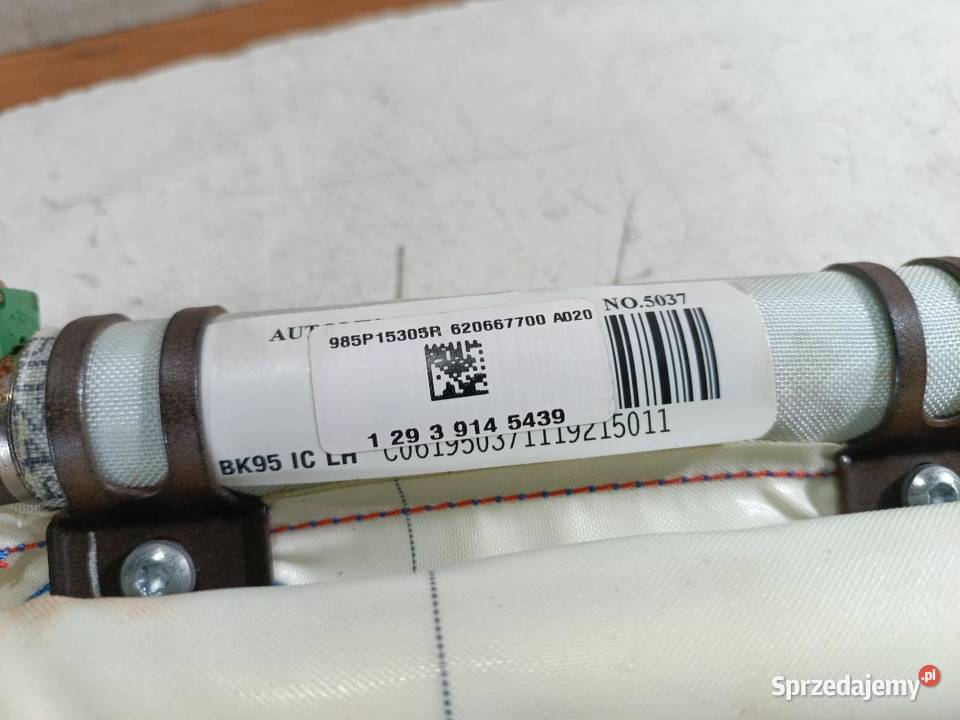 NO.5037
985P15305R 620667700 A020
1 29 3 914 5439
BK95 IC LH C061950371119215011
Sprzedajemy.pl